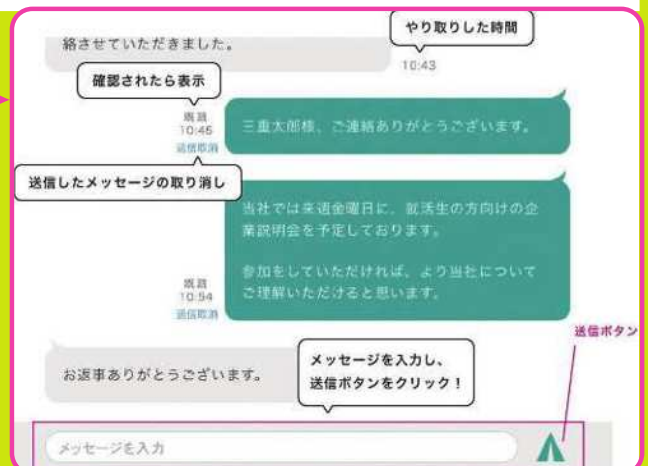 やり取りした時間
絡させていただきました。
10:43
確認されたら表示
既読
10:45
送信取消
三重太郎様、ご連絡ありがとうございます。
送信したメッセージの取り消し
当社では来週金曜日に、就活生の方向けの企
業説明会を予定しております。
参加をしていただければ、より当社について
ご理解いただけると思います。
既読
10:54
送信取消
送信ボタン
お返事ありがとうございます。
メッセージを入力し、
送信ボタンをクリック！
メッセージを入力